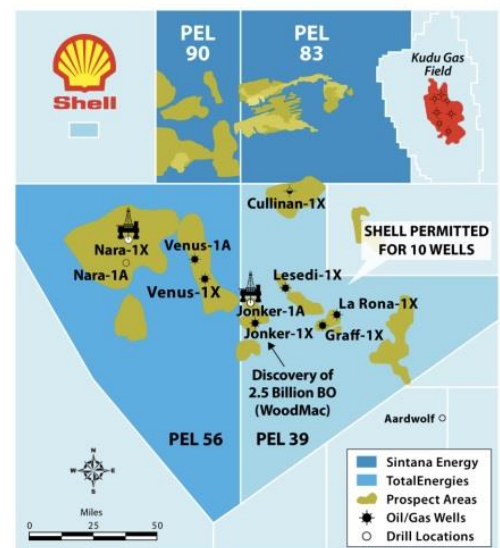 PEL
90
PEL
83
Kudu Gas
Field
Shell
Cullinan-1X
SHELL PERMITTED
FOR 10 WELLS
Nara-1X
Venus-1A
Nara-1A
Venus-1X
Lesedi-1X
La Rona-1X
Jonker-1A
Jonker-1X
Graff-1X
Discovery of
2.5 Billion BO
(WoodMac)
Aardwolf
PEL 56
PEL 39
N
W
E
S
Miles
0
25
50
Sintana Energy
TotalEnergies
Prospect Areas
Oil/Gas Wells
Drill Locations